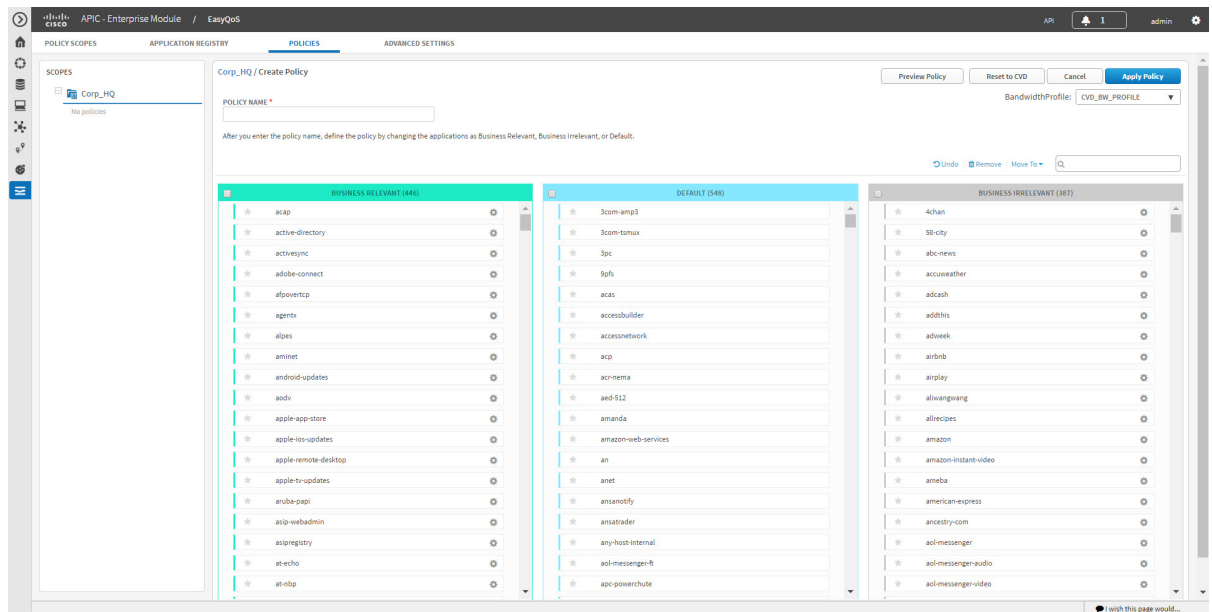 cisco APIC - Enterprise Module / EasyQoS API 1 admin
POLICY SCOPES APPLICATION REGISTRY POLICIES ADVANCED SETTINGS
SCOPES
Corp_HQ
No policies
Corp_HQ / Create Policy
Preview Policy Reset to CVD Cancel Apply Policy
BandwidthProfile: CVD_BW_PROFILE
POLICY NAME *
After you enter the policy name, define the policy by changing the applications as Business Relevant, Business Irrelevant, or Default.
Undo Remove Move To
BUSINESS RELEVANT (446)
acap
active-directory
activesync
adobe-connect
afpovertcp
agentx
alpes
aminet
android-updates
aodv
apple-app-store
apple-ios-updates
apple-remote-desktop
apple-tv-updates
aruba-papi
asip-webadmin
asipregistry
at-echo
at-nbp
DEFAULT (548)
3com-amp3
3com-tsmux
3pc
9pfs
acas
accessbuilder
accessnetwork
acp
acr-nema
aed-512
amanda
amazon-web-services
an
anet
ansanotify
ansatrader
any-host-internal
aol-messenger-ft
apc-powerchute
BUSINESS IRRELEVANT (387)
4chan
58-city
abc-news
accuweather
adcash
addthis
adweek
airbnb
airplay
aliwangwang
allrecipes
amazon
amazon-instant-video
ameba
american-express
ancestry-com
aol-messenger
aol-messenger-audio
aol-messenger-video
I wish this page would...